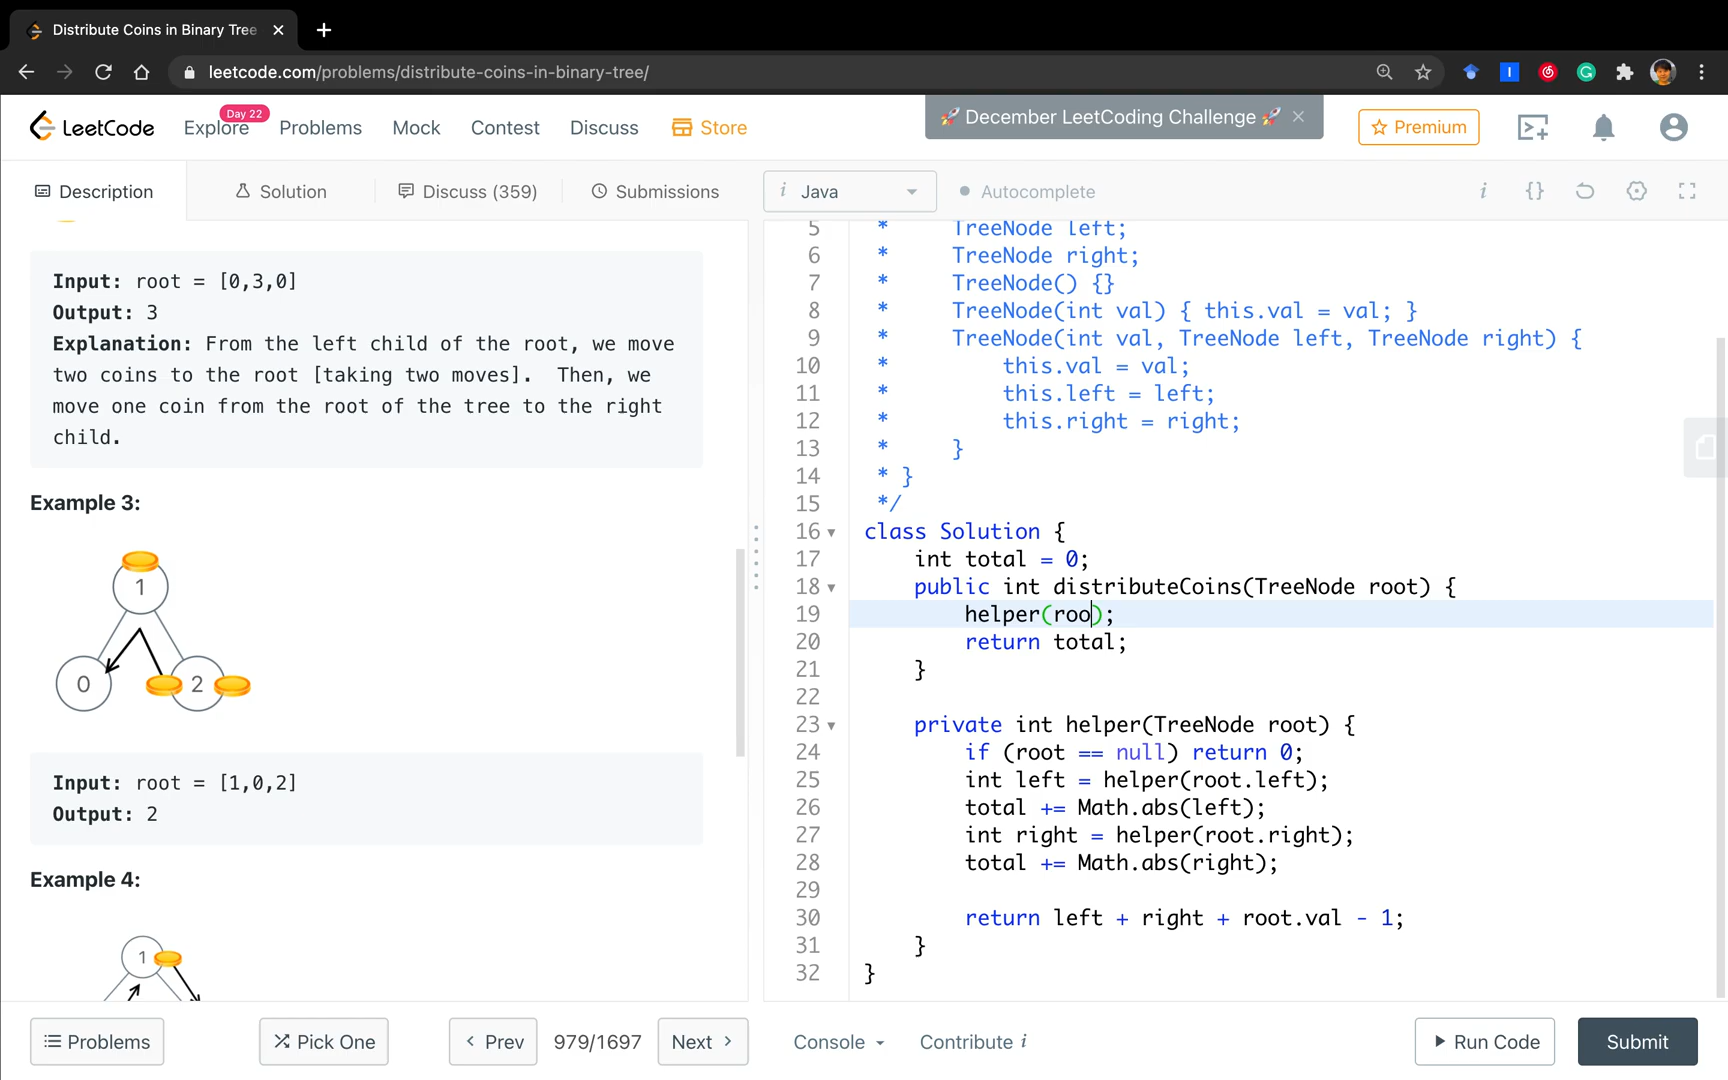 Distribute Coins in Binary Tree
leetcode.com/problems/distribute-coins-in-binary-tree/
LeetCode
Explore
Day 22
Problems
Mock
Contest
Discuss
Store
🚀 December LeetCoding Challenge 🚀
Premium
Description
Solution
Discuss (359)
Submissions
i Java
Autocomplete
i {}
Input: root = [0,3,0]
Output: 3
Explanation: From the left child of the root, we move
two coins to the root [taking two moves].  Then, we
move one coin from the root of the tree to the right
child.
Example 3:
1
0
2
Input: root = [1,0,2]
Output: 2
Example 4:
1
5 *     TreeNode left;
6 *     TreeNode right;
7 *     TreeNode() {}
8 *     TreeNode(int val) { this.val = val; }
9 *     TreeNode(int val, TreeNode left, TreeNode right) {
10 *         this.val = val;
11 *         this.left = left;
12 *         this.right = right;
13 *     }
14 * }
15 */
16 class Solution {
17     int total = 0;
18     public int distributeCoins(TreeNode root) {
19         helper(roo);
20         return total;
21     }
22
23     private int helper(TreeNode root) {
24         if (root == null) return 0;
25         int left = helper(root.left);
26         total += Math.abs(left);
27         int right = helper(root.right);
28         total += Math.abs(right);
29
30         return left + right + root.val - 1;
31     }
32 }
Problems
Pick One
Prev
979/1697
Next
Console
Contribute i
Run Code
Submit